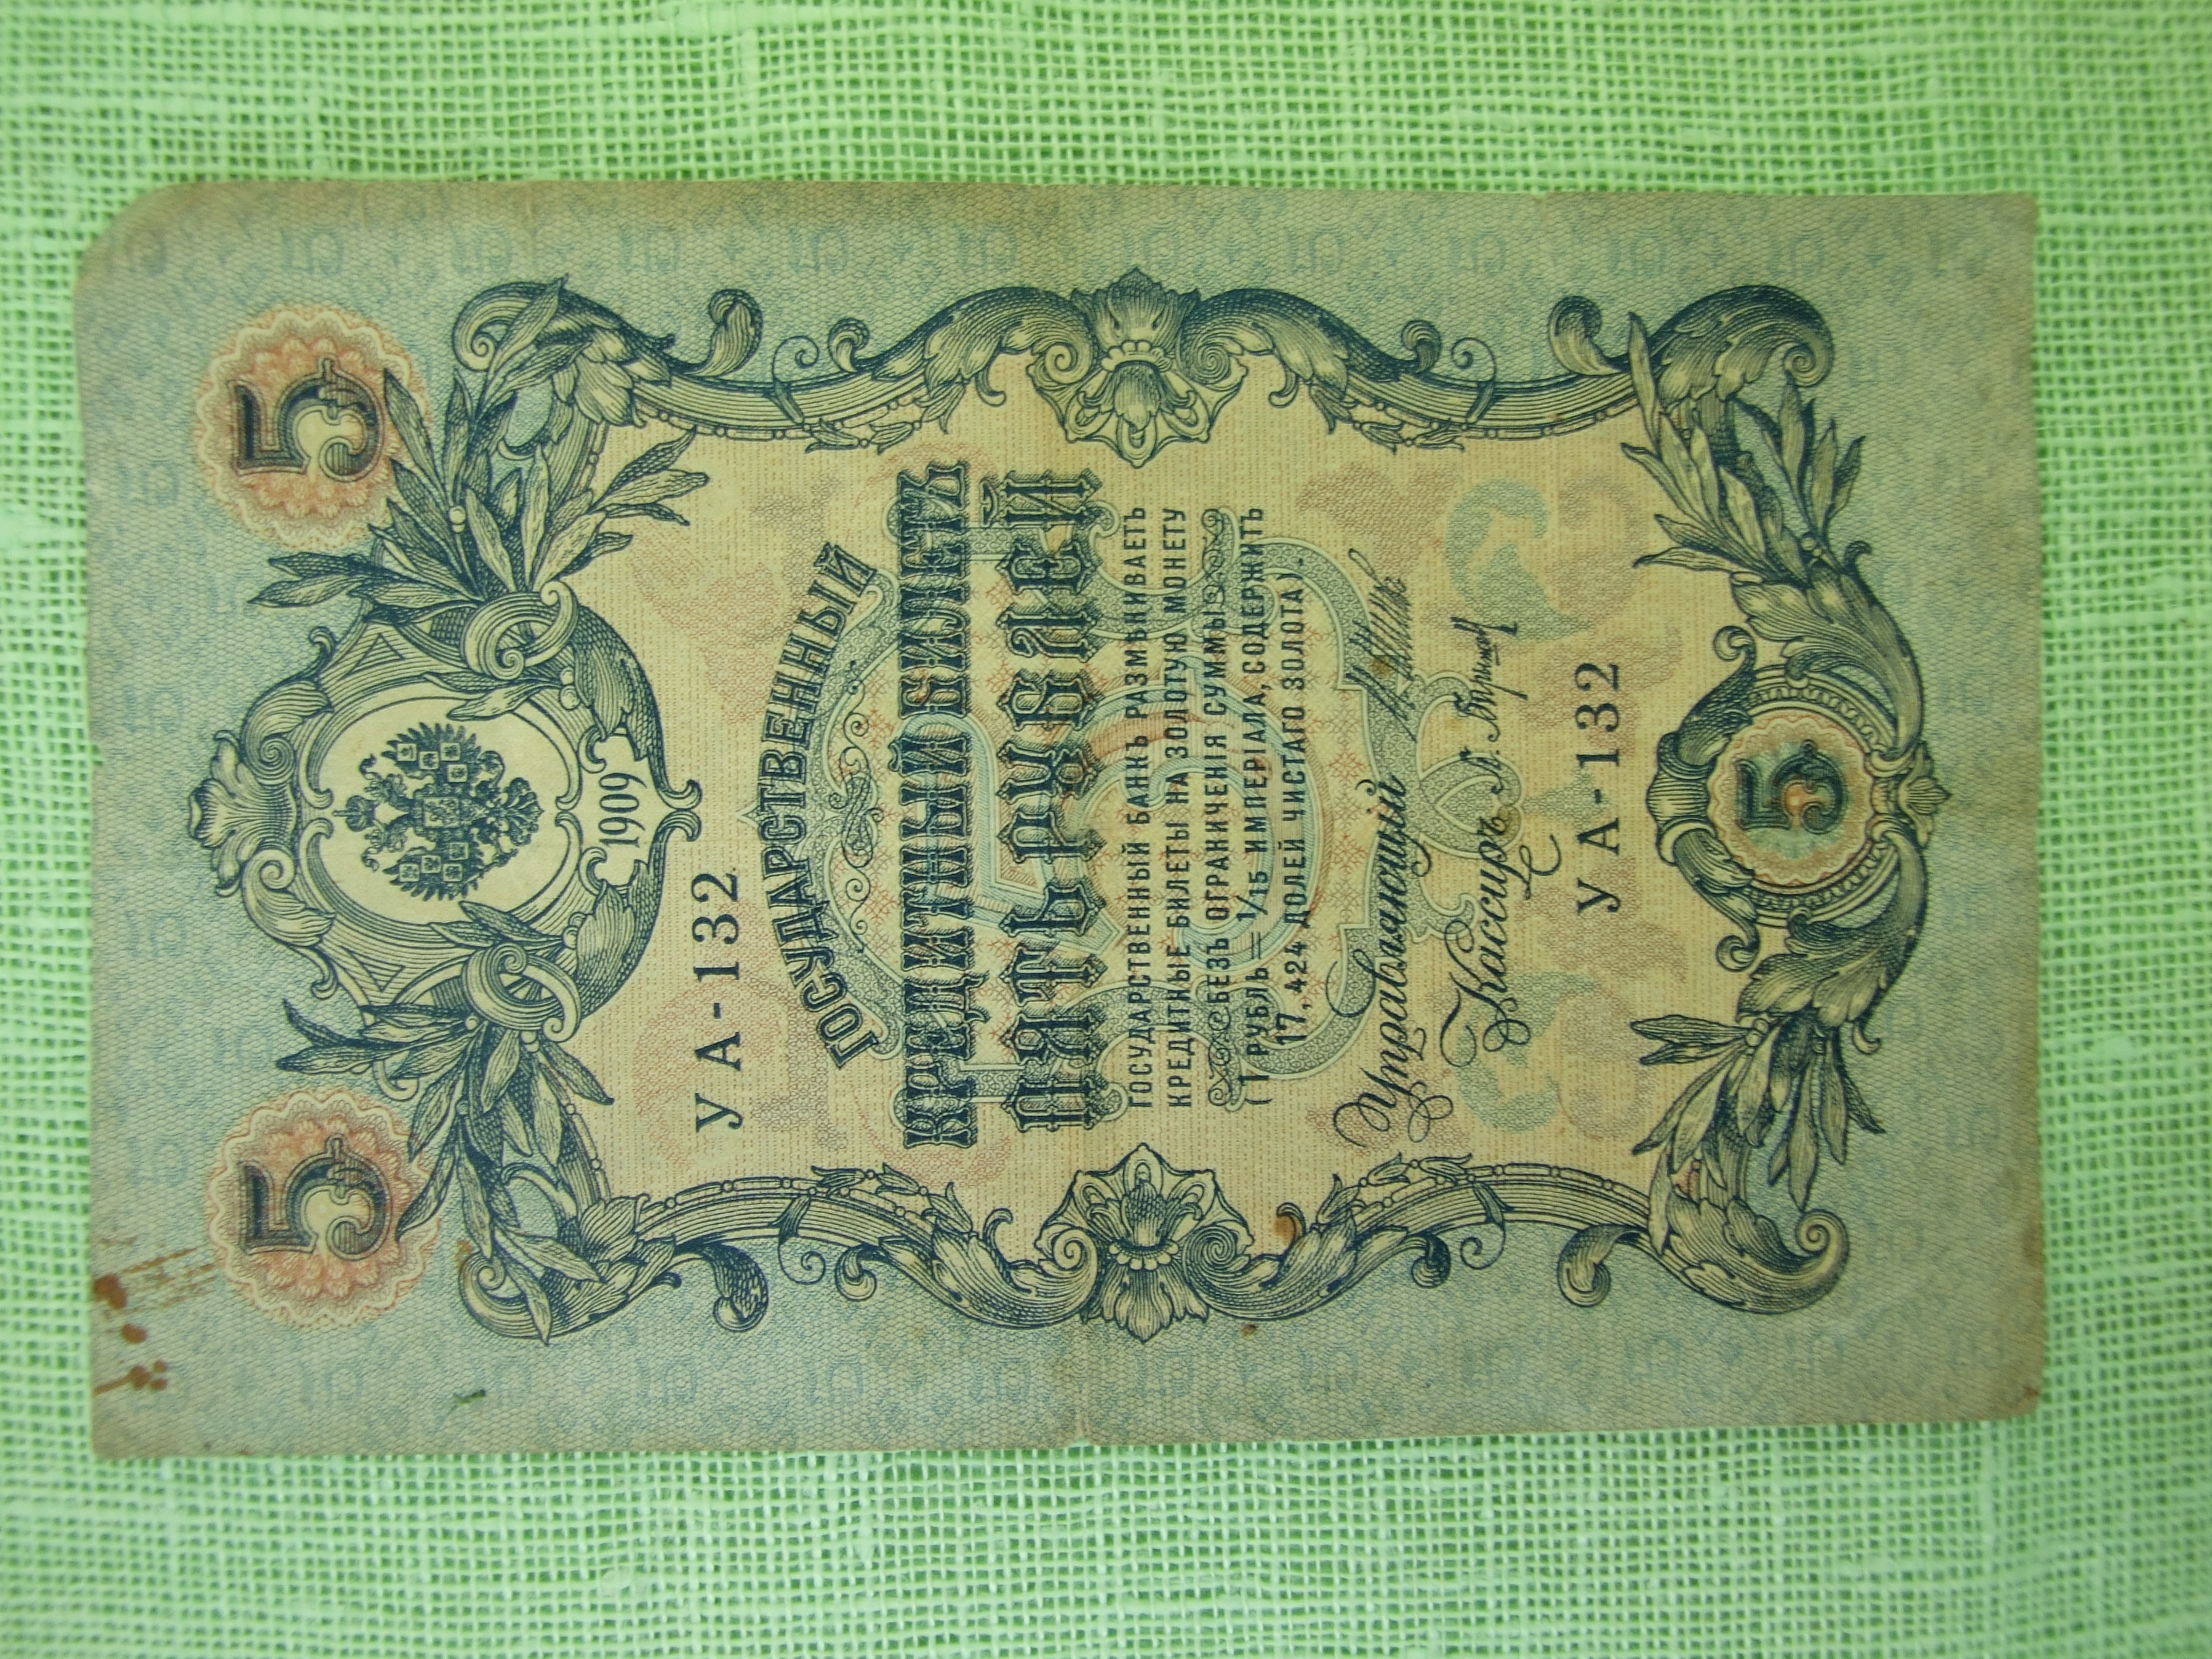 5 5
1909
УА-132
ГОСУДАРСТВЕННЫЙ
КРЕДИТНЫЙ БИЛЕТЪ
ПЯТЬ РУБЛЕЙ
ГОСУДАРСТВЕННЫЙ БАНКЪ РАЗМѢНИВАЕТЪ
КРЕДИТНЫЕ БИЛЕТЫ НА ЗОЛОТУЮ МОНЕТУ
БЕЗЪ ОГРАНИЧЕНІЯ СУММЫ
(1 РУБЛЬ = 1/15 ИМПЕРІАЛА, СОДЕРЖИТЪ
17,424 ДОЛЕЙ ЧИСТАГО ЗОЛОТА).
Управляющій
Кассиръ
УА-132
5